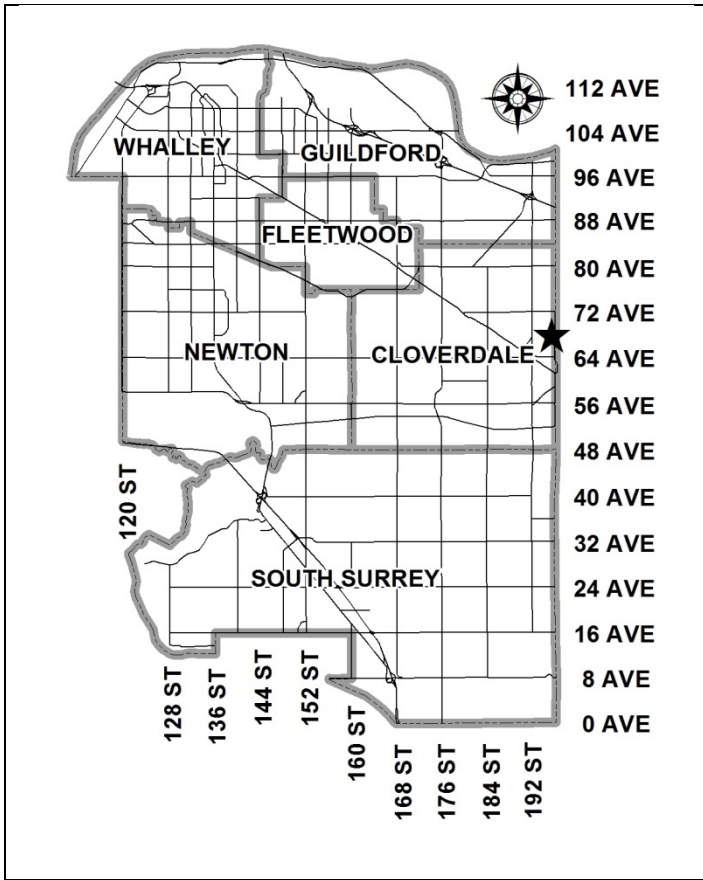 112 AVE
104 AVE
WHALLEY
GUILDFORD
96 AVE
88 AVE
FLEETWOOD
80 AVE
72 AVE
NEWTON
CLOVERDALE
64 AVE
56 AVE
48 AVE
120 ST
40 AVE
32 AVE
SOUTH SURREY
24 AVE
16 AVE
8 AVE
0 AVE
128 ST
136 ST
144 ST
152 ST
160 ST
168 ST
176 ST
184 ST
192 ST